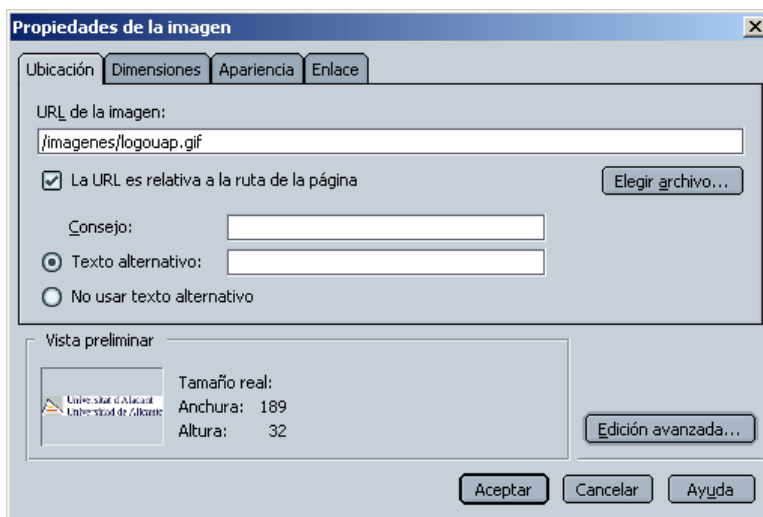 Propiedades de la imagen
Ubicación Dimensiones Apariencia Enlace
URL de la imagen:
/imagenes/logouap.gif
La URL es relativa a la ruta de la página
Elegir archivo...
Consejo:
Texto alternativo:
No usar texto alternativo
Vista preliminar
Universitat d'Alacant
Universidad de Alicante
Tamaño real:
Anchura: 189
Altura: 32
Edición avanzada...
Aceptar Cancelar Ayuda